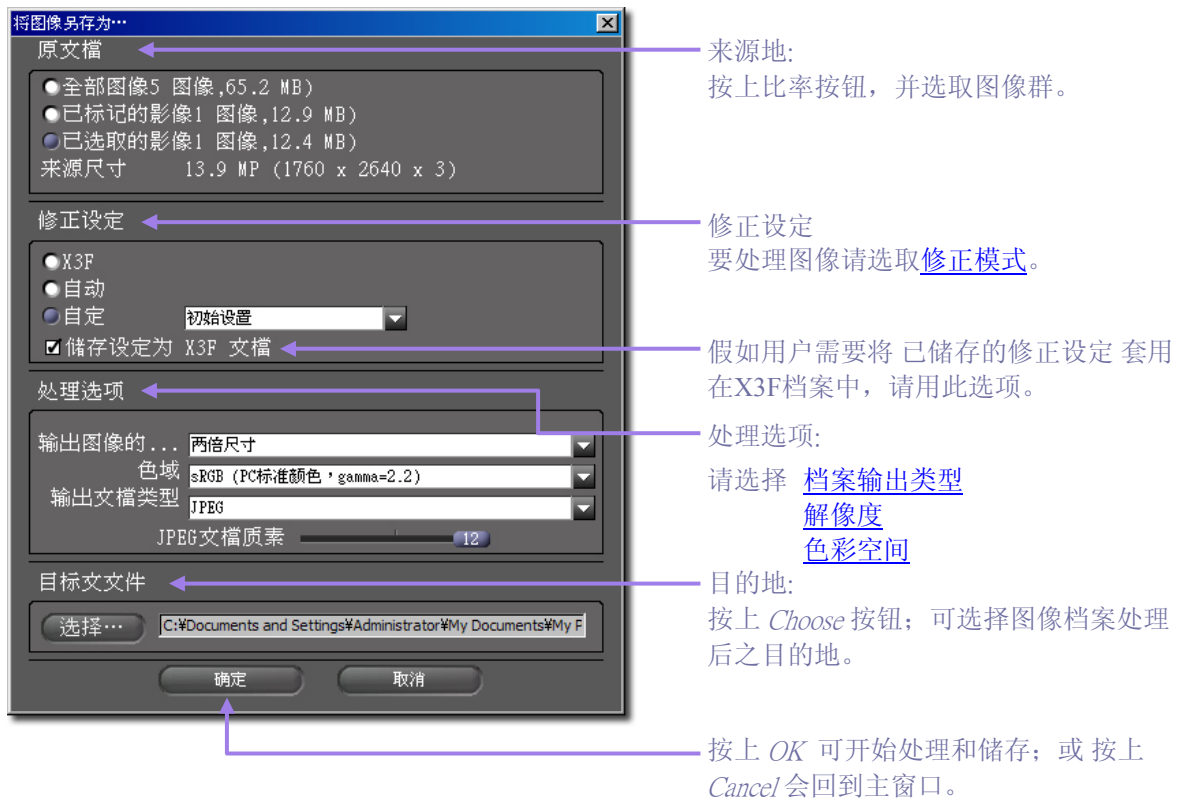 将图像另存为…
原文檔
全部图像5 图像,65.2 MB)
已标记的影像1 图像,12.9 MB)
已选取的影像1 图像,12.4 MB)
来源尺寸 13.9 MP (1760 x 2640 x 3)
修正设定
X3F
自动
自定 初始设置
储存设定为 X3F 文檔
处理选项
输出图像的... 两倍尺寸
色域 sRGB (PC标准颜色，gamma=2.2)
输出文檔类型 JPEG
JPEG文檔质素 12
目标文文件
选择… C:¥Documents and Settings¥Administrator¥My Documents¥My P
确定 取消
来源地:
按上比率按钮，并选取图像群。
修正设定
要处理图像请选取修正模式。
假如用户需要将 已储存的修正设定 套用
在X3F档案中，请用此选项。
处理选项:
请选择 档案输出类型
解像度
色彩空间
目的地:
按上 Choose 按钮；可选择图像档案处理
后之目的地。
按上 OK 可开始处理和储存；或 按上
Cancel 会回到主窗口。